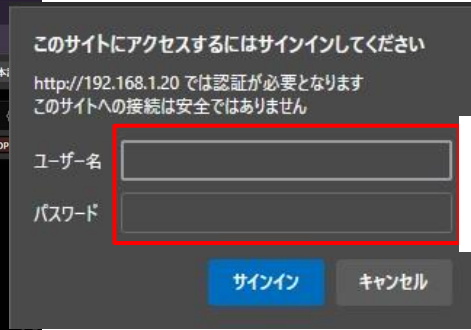 このサイトにアクセスするにはサインインしてください
http://192.168.1.20 では認証が必要となります
このサイトへの接続は安全ではありません
ユーザー名
パスワード
サインイン
キャンセル